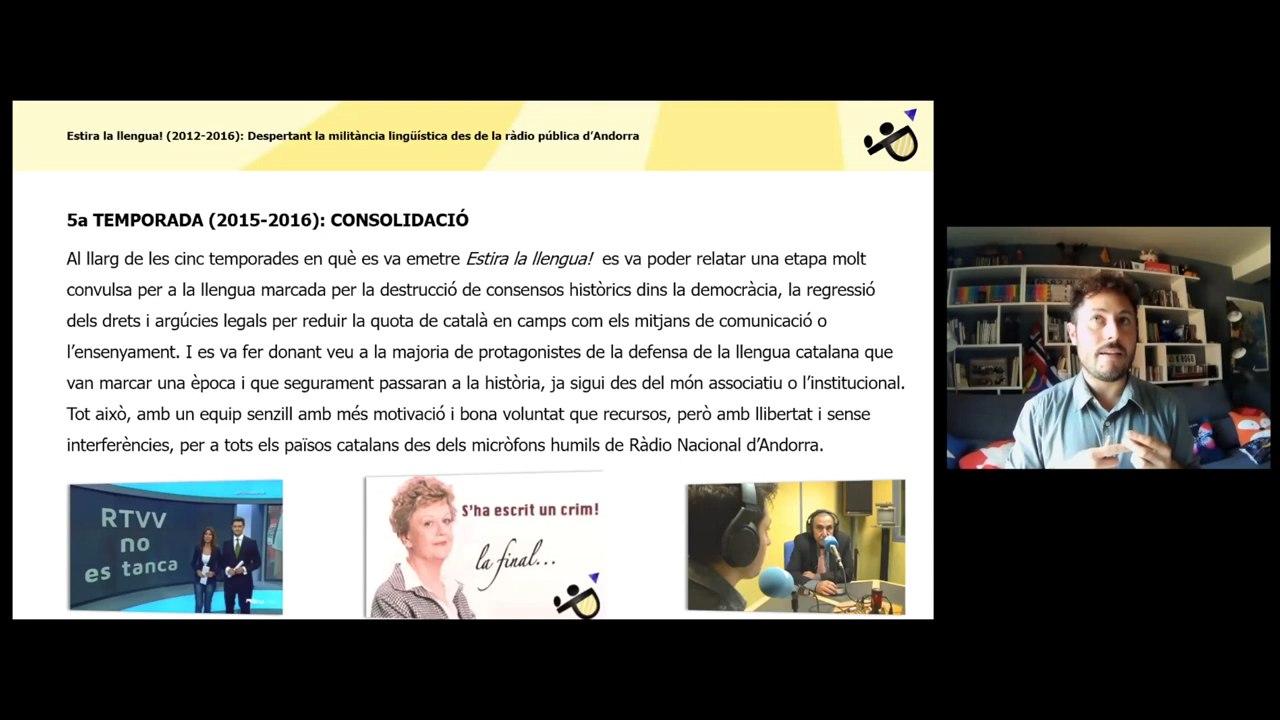 Estira la llengua! (2012-2016): Despertant la militància lingüística des de la ràdio pública d'Andorra
5a TEMPORADA (2015-2016): CONSOLIDACIÓ
Al llarg de les cinc temporades en què es va emetre Estira la llengua! es va poder relatar una etapa molt
convulsa per a la llengua marcada per la destrucció de consensos històrics dins la democràcia, la regressió
dels drets i argúcies legals per reduir la quota de català en camps com els mitjans de comunicació o
l'ensenyament. I es va fer donant veu a la majoria de protagonistes de la defensa de la llengua catalana que
van marcar una època i que segurament passaran a la història, ja sigui des del món associatiu o l'institucional.
Tot això, amb un equip senzill amb més motivació i bona voluntat que recursos, però amb llibertat i sense
interferències, per a tots els països catalans des dels micròfons humils de Ràdio Nacional d'Andorra.
RTVV
no
es tanca
S'ha escrit un crim!
la final...